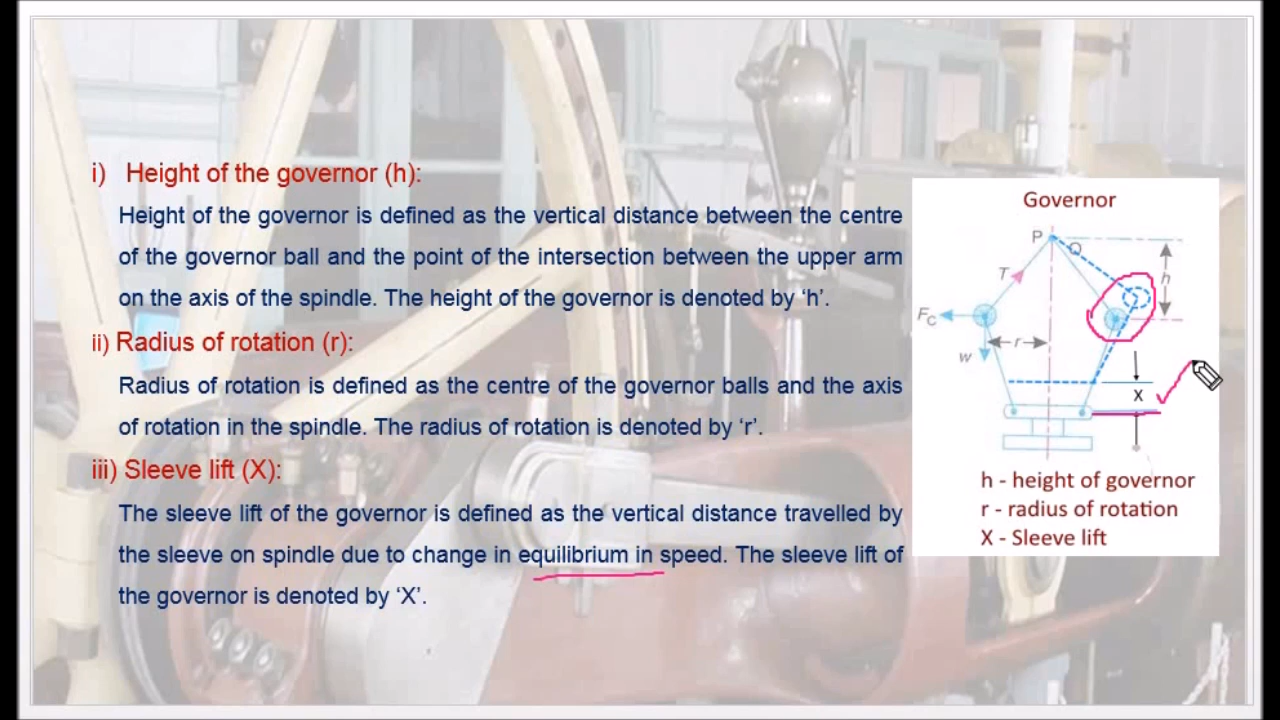 i) Height of the governor (h):
Height of the governor is defined as the vertical distance between the centre
of the governor ball and the point of the intersection between the upper arm
on the axis of the spindle. The height of the governor is denoted by ‘h’.
ii) Radius of rotation (r):
Radius of rotation is defined as the centre of the governor balls and the axis
of rotation in the spindle. The radius of rotation is denoted by ‘r’.
iii) Sleeve lift (X):
The sleeve lift of the governor is defined as the vertical distance travelled by
the sleeve on spindle due to change in equilibrium in speed. The sleeve lift of
the governor is denoted by ‘X’.
Governor
P
T
h
FC
r
w
X
h - height of governor
r - radius of rotation
X - Sleeve lift